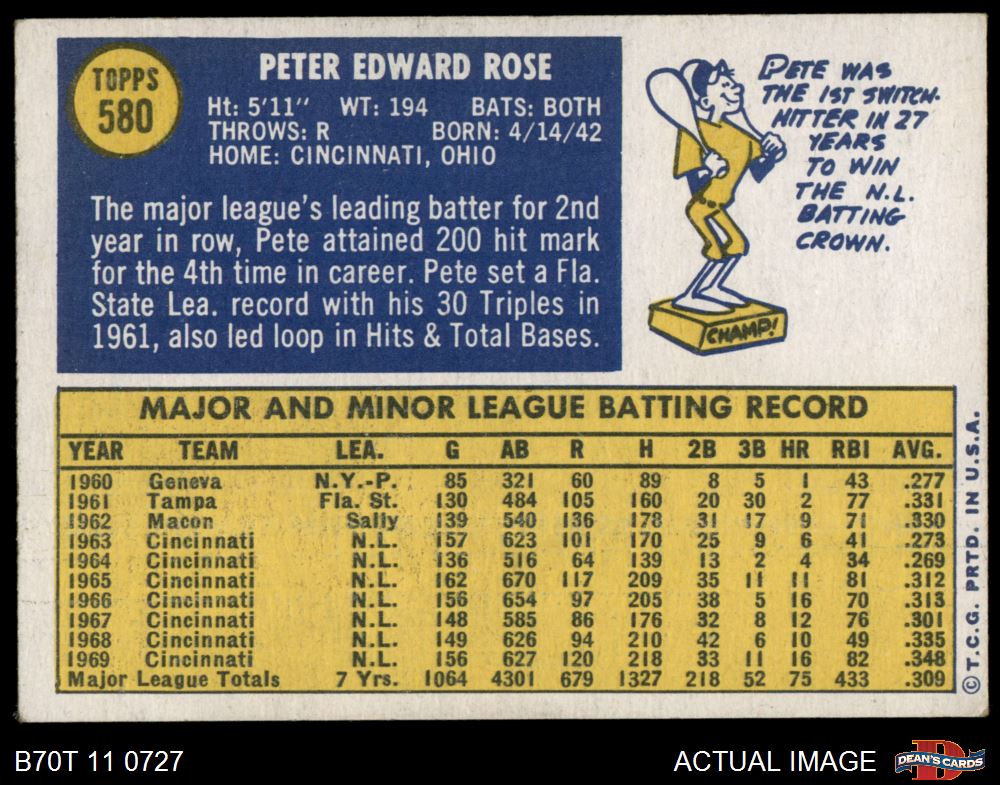 TOPPS
580
PETER EDWARD ROSE
Ht: 5'11" WT: 194 BATS: BOTH
THROWS: R BORN: 4/14/42
HOME: CINCINNATI, OHIO
The major league's leading batter for 2nd
year in row, Pete attained 200 hit mark
for the 4th time in career. Pete set a Fla.
State Lea. record with his 30 Triples in
1961, also led loop in Hits & Total Bases.
PETE WAS
THE 1ST SWITCH-
HITTER IN 27
YEARS
TO WIN
THE N.L.
BATTING
CROWN.
CHAMP!
MAJOR AND MINOR LEAGUE BATTING RECORD
YEAR TEAM LEA. G AB R H 2B 3B HR RBI AVG.
1960 Geneva N.Y.-P. 85 321 60 89 8 5 1 43 .277
1961 Tampa Fla. St. 130 484 105 160 20 30 2 77 .331
1962 Macon Sally 139 540 136 178 31 17 9 71 .330
1963 Cincinnati N.L. 157 623 101 170 25 9 6 41 .273
1964 Cincinnati N.L. 136 516 64 139 13 2 4 34 .269
1965 Cincinnati N.L. 162 670 117 209 35 11 11 81 .312
1966 Cincinnati N.L. 156 654 97 205 38 5 16 70 .313
1967 Cincinnati N.L. 148 585 86 176 32 8 12 76 .301
1968 Cincinnati N.L. 149 626 94 210 42 6 10 49 .335
1969 Cincinnati N.L. 156 627 120 218 33 11 16 82 .348
Major League Totals 7 Yrs. 1064 4301 679 1327 218 52 75 433 .309
© T.C.G. PRTD. IN U.S.A.
B70T 11 0727
ACTUAL IMAGE
D
DEAN'S CARDS